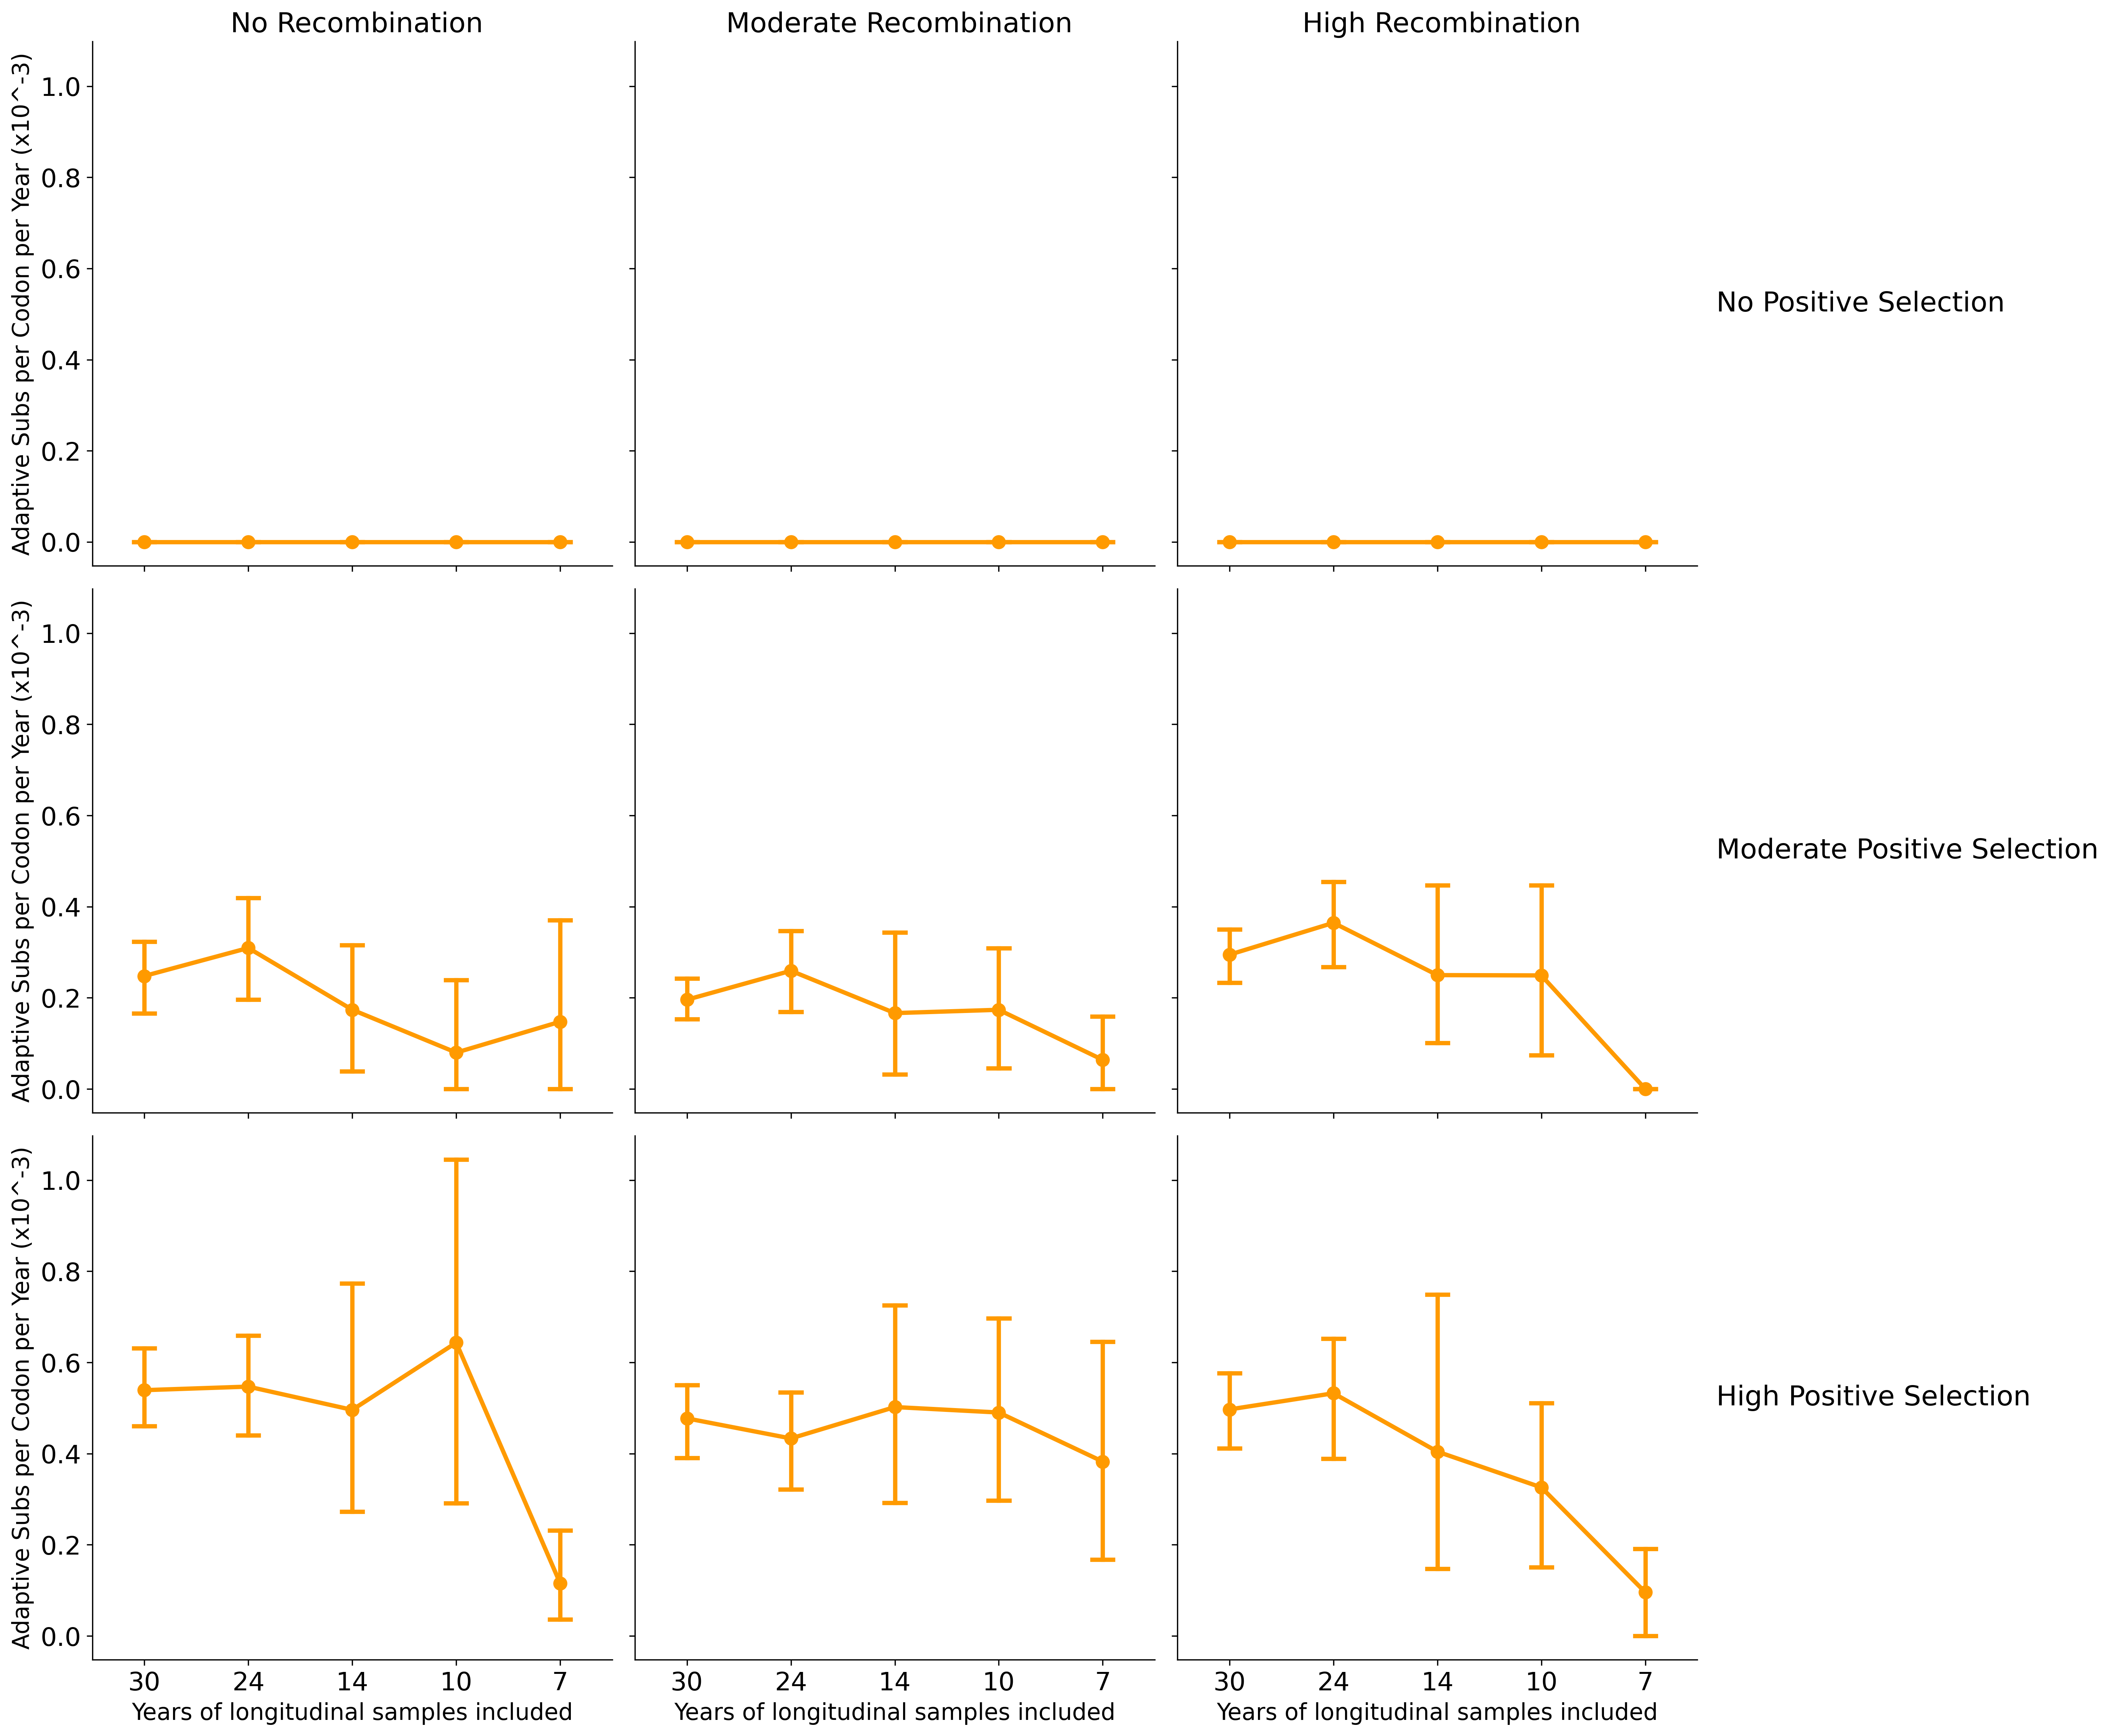 No Recombination
Moderate Recombination
High Recombination
Adaptive Subs per Codon per Year (x10^-3)
1.0
0.8
0.6
0.4
0.2
0.0
No Positive Selection
Adaptive Subs per Codon per Year (x10^-3)
1.0
0.8
0.6
0.4
0.2
0.0
Moderate Positive Selection
Adaptive Subs per Codon per Year (x10^-3)
1.0
0.8
0.6
0.4
0.2
0.0
High Positive Selection
30 24 14 10 7
Years of longitudinal samples included
30 24 14 10 7
Years of longitudinal samples included
30 24 14 10 7
Years of longitudinal samples included